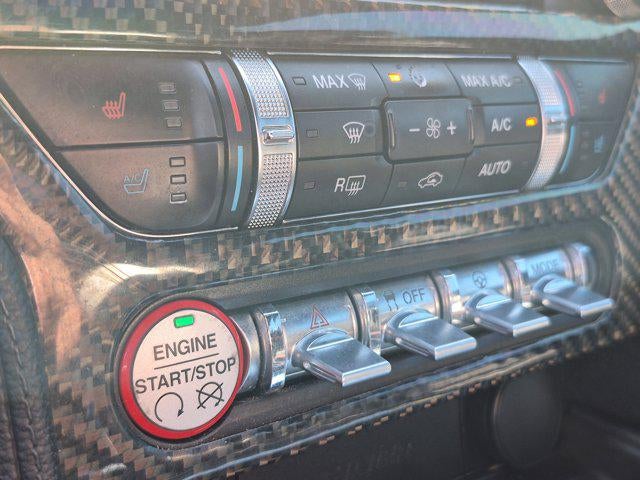 MAX
MAX A/C
A/C
- +
R
AUTO
A/C
OFF
MODE
ENGINE
START/STOP